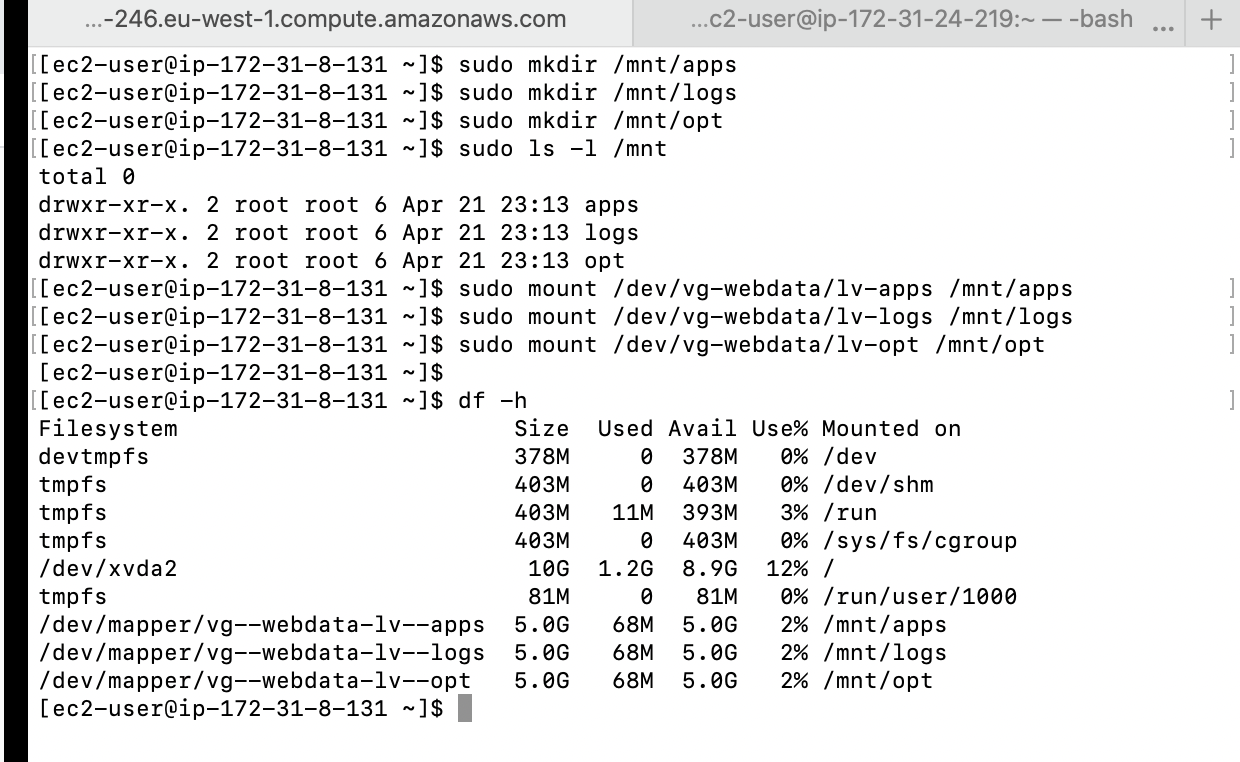 ...-246.eu-west-1.compute.amazonaws.com ...c2-user@ip-172-31-24-219:~ — -bash ... +
[[ec2-user@ip-172-31-8-131 ~]$ sudo mkdir /mnt/apps ]
[[ec2-user@ip-172-31-8-131 ~]$ sudo mkdir /mnt/logs ]
[[ec2-user@ip-172-31-8-131 ~]$ sudo mkdir /mnt/opt ]
[[ec2-user@ip-172-31-8-131 ~]$ sudo ls -l /mnt ]
total 0
drwxr-xr-x. 2 root root 6 Apr 21 23:13 apps
drwxr-xr-x. 2 root root 6 Apr 21 23:13 logs
drwxr-xr-x. 2 root root 6 Apr 21 23:13 opt
[[ec2-user@ip-172-31-8-131 ~]$ sudo mount /dev/vg-webdata/lv-apps /mnt/apps ]
[[ec2-user@ip-172-31-8-131 ~]$ sudo mount /dev/vg-webdata/lv-logs /mnt/logs ]
[[ec2-user@ip-172-31-8-131 ~]$ sudo mount /dev/vg-webdata/lv-opt /mnt/opt ]
[ec2-user@ip-172-31-8-131 ~]$
[[ec2-user@ip-172-31-8-131 ~]$ df -h ]
Filesystem Size Used Avail Use% Mounted on
devtmpfs 378M 0 378M 0% /dev
tmpfs 403M 0 403M 0% /dev/shm
tmpfs 403M 11M 393M 3% /run
tmpfs 403M 0 403M 0% /sys/fs/cgroup
/dev/xvda2 10G 1.2G 8.9G 12% /
tmpfs 81M 0 81M 0% /run/user/1000
/dev/mapper/vg--webdata-lv--apps 5.0G 68M 5.0G 2% /mnt/apps
/dev/mapper/vg--webdata-lv--logs 5.0G 68M 5.0G 2% /mnt/logs
/dev/mapper/vg--webdata-lv--opt 5.0G 68M 5.0G 2% /mnt/opt
[ec2-user@ip-172-31-8-131 ~]$